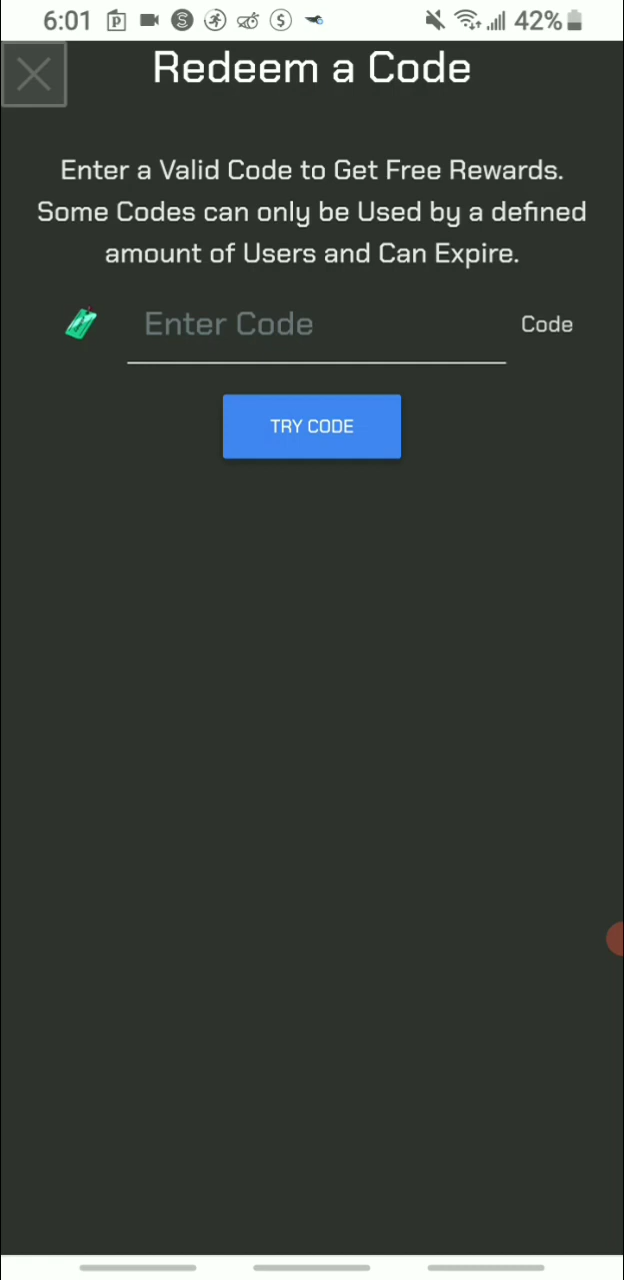 6:01 42%
Redeem a Code
Enter a Valid Code to Get Free Rewards.
Some Codes can only be Used by a defined
amount of Users and Can Expire.
Enter Code Code
TRY CODE